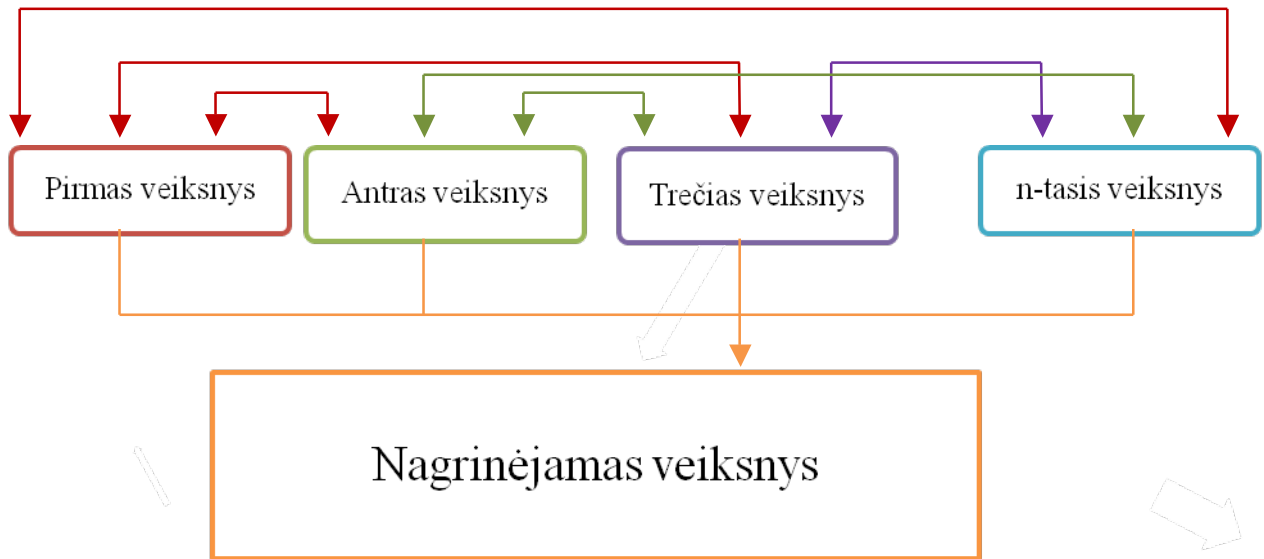 Pirmas veiksnys
Antras veiksnys
Trečias veiksnys
n-tasis veiksnys
Nagrinėjamas veiksnys